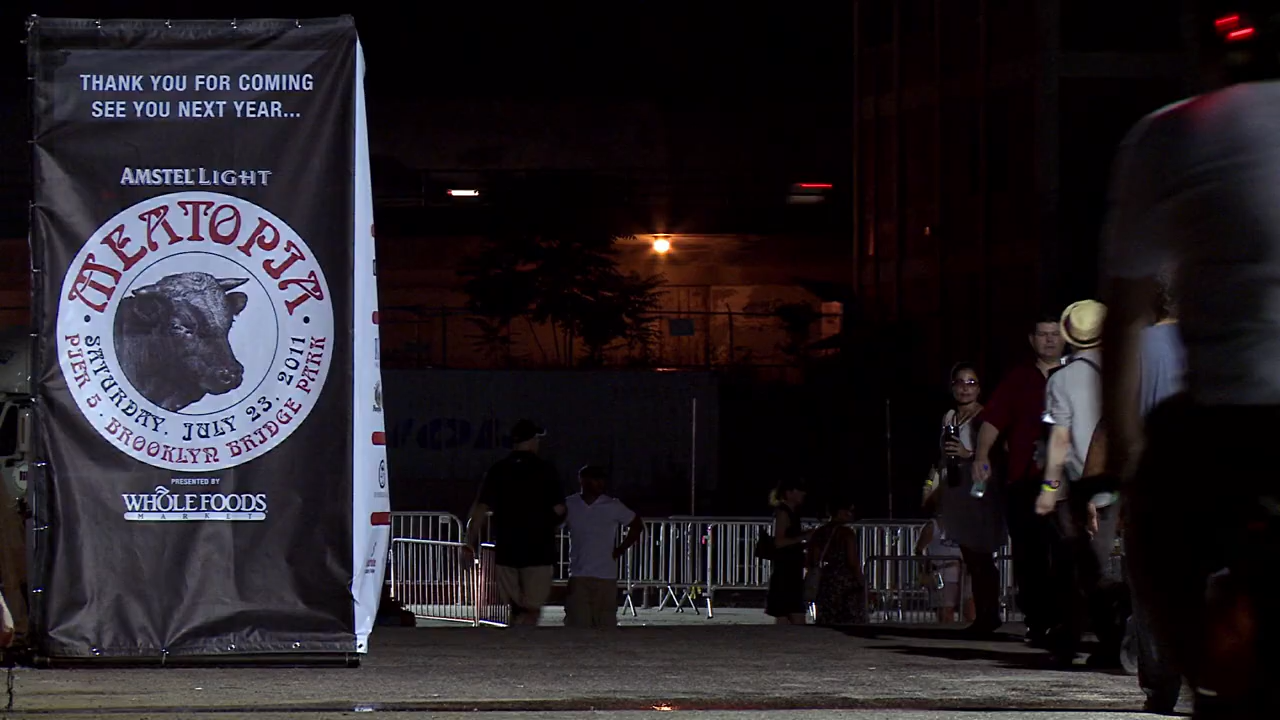 THANK YOU FOR COMING
SEE YOU NEXT YEAR...
AMSTEL LIGHT
MEATOPIA
SATURDAY, JULY 23, 2011
PIER 5 • BROOKLYN BRIDGE PARK
PRESENTED BY
WHOLE FOODS
MARKET